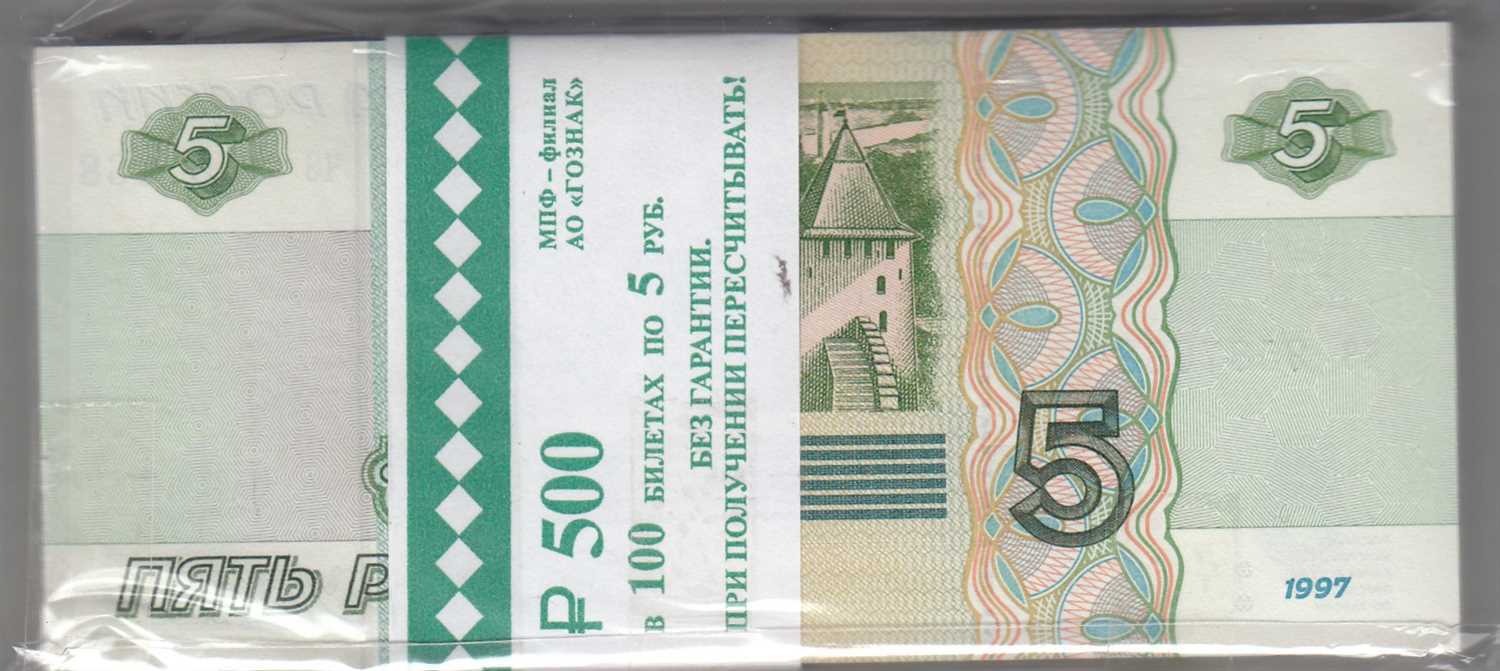 5
ПЯТЬ Р
МПФ – филиал
АО «ГОЗНАК»
₽ 500
в 100 БИЛЕТАХ ПО 5 РУБ.
БЕЗ ГАРАНТИИ.
ПРИ ПОЛУЧЕНИИ ПЕРЕСЧИТЫВАТЬ!
5
5
1997